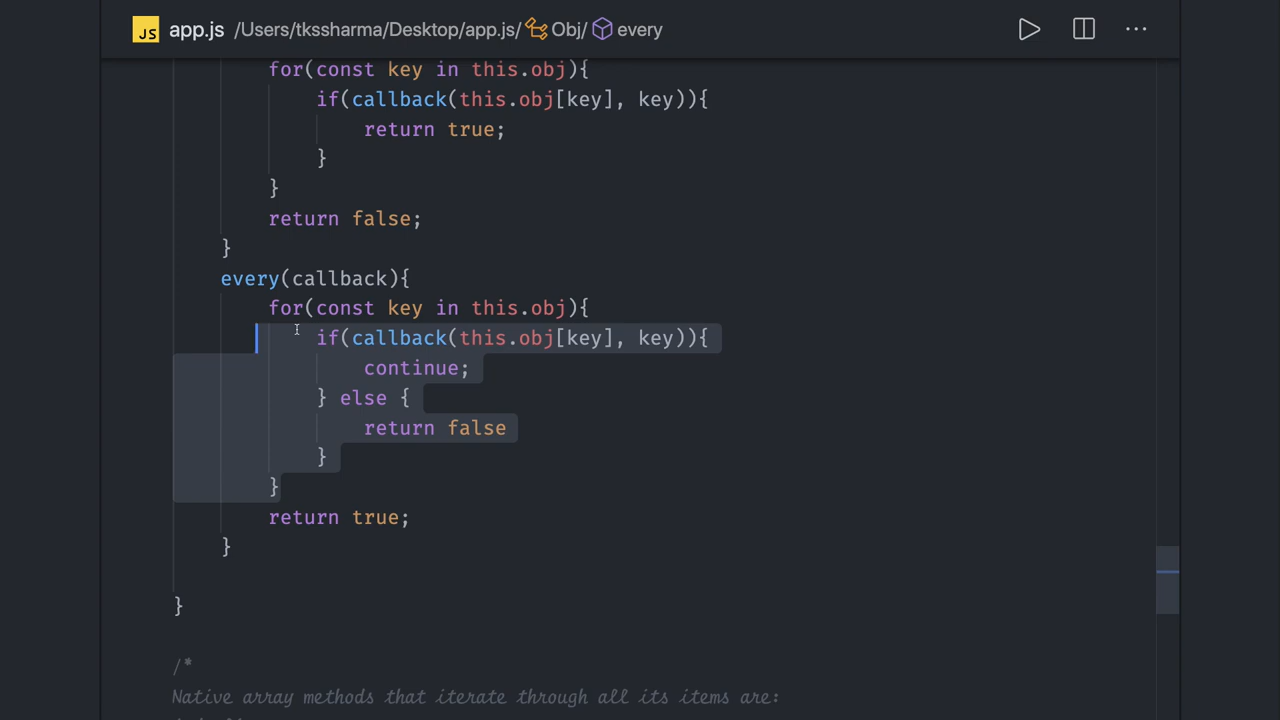 JS app.js /Users/tkssharma/Desktop/app.js/ Obj/ every
for(const key in this.obj){
if(callback(this.obj[key], key)){
return true;
}
}
return false;
}
every(callback){
for(const key in this.obj){
if(callback(this.obj[key], key)){
continue;
} else {
return false
}
}
return true;
}
}
/*
Native array methods that iterate through all its items are: